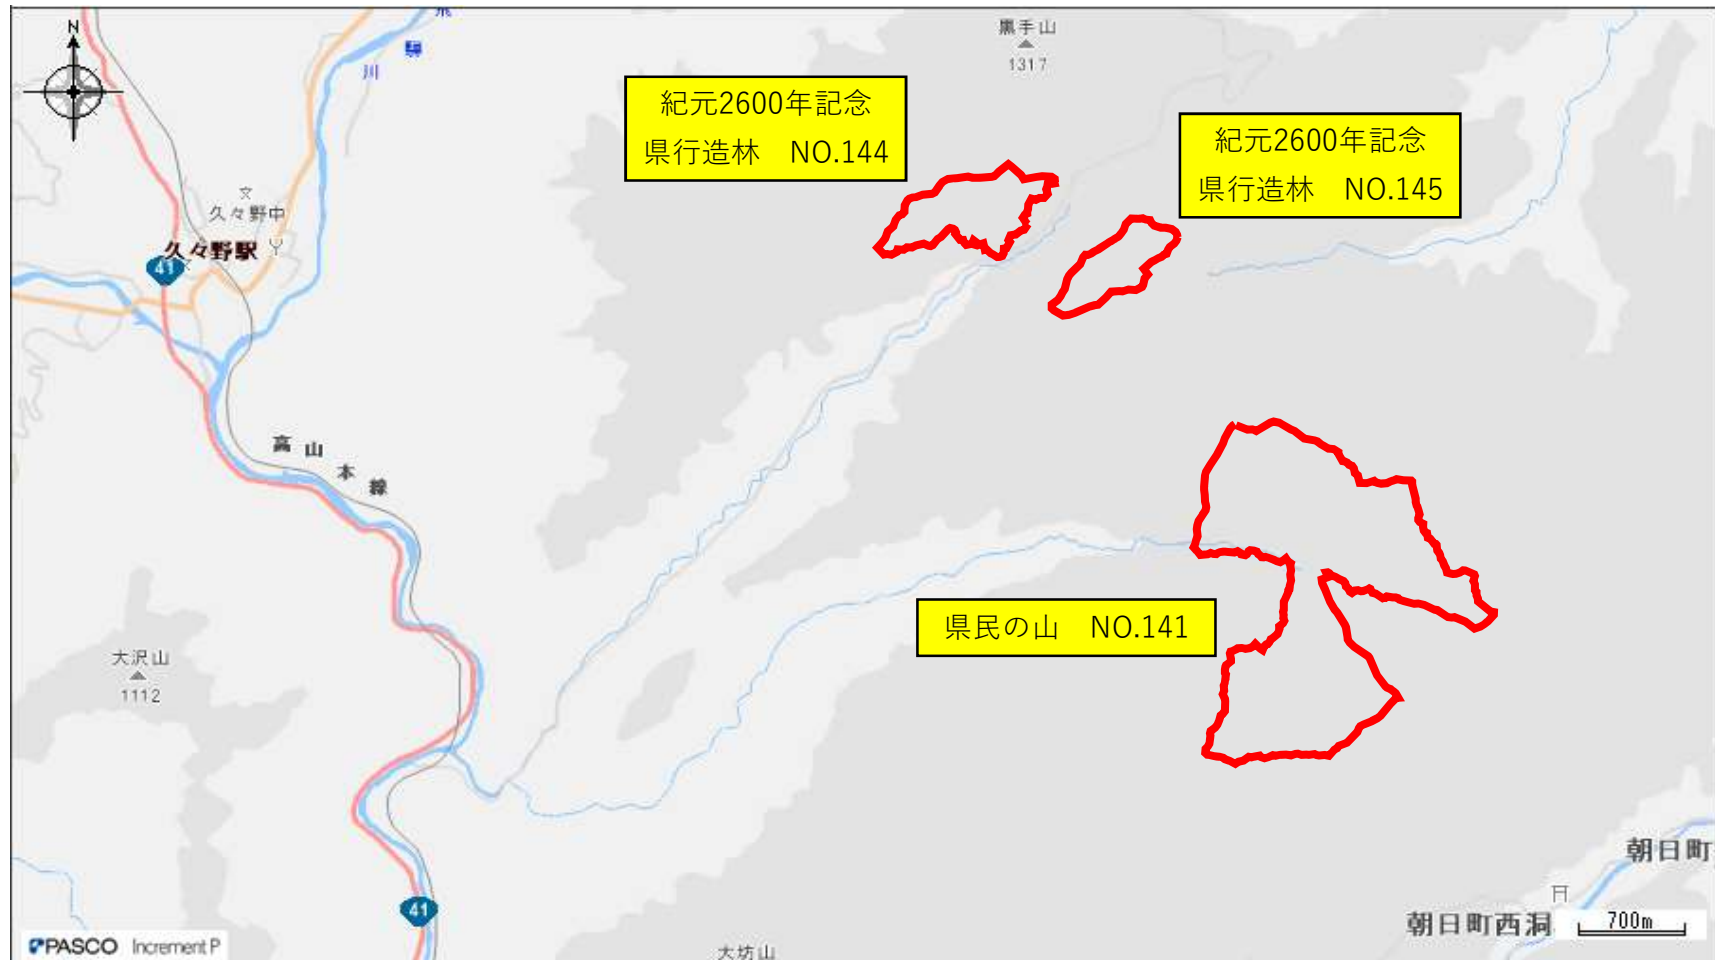 N
飛
騨
川
黒手山
1317
紀元2600年記念
県行造林　NO.144
紀元2600年記念
県行造林　NO.145
久々野中
久々野駅
41
高山本線
県民の山　NO.141
大沢山
1112
朝日町
41
朝日町西洞
700m
PASCO Increment P
大坊山